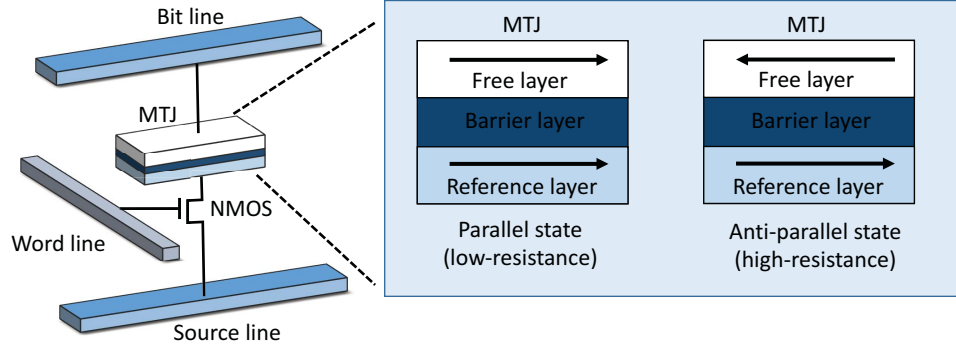 Bit line
MTJ
NMOS
Word line
Source line
MTJ
Free layer
Barrier layer
Reference layer
Parallel state
(low-resistance)
MTJ
Free layer
Barrier layer
Reference layer
Anti-parallel state
(high-resistance)